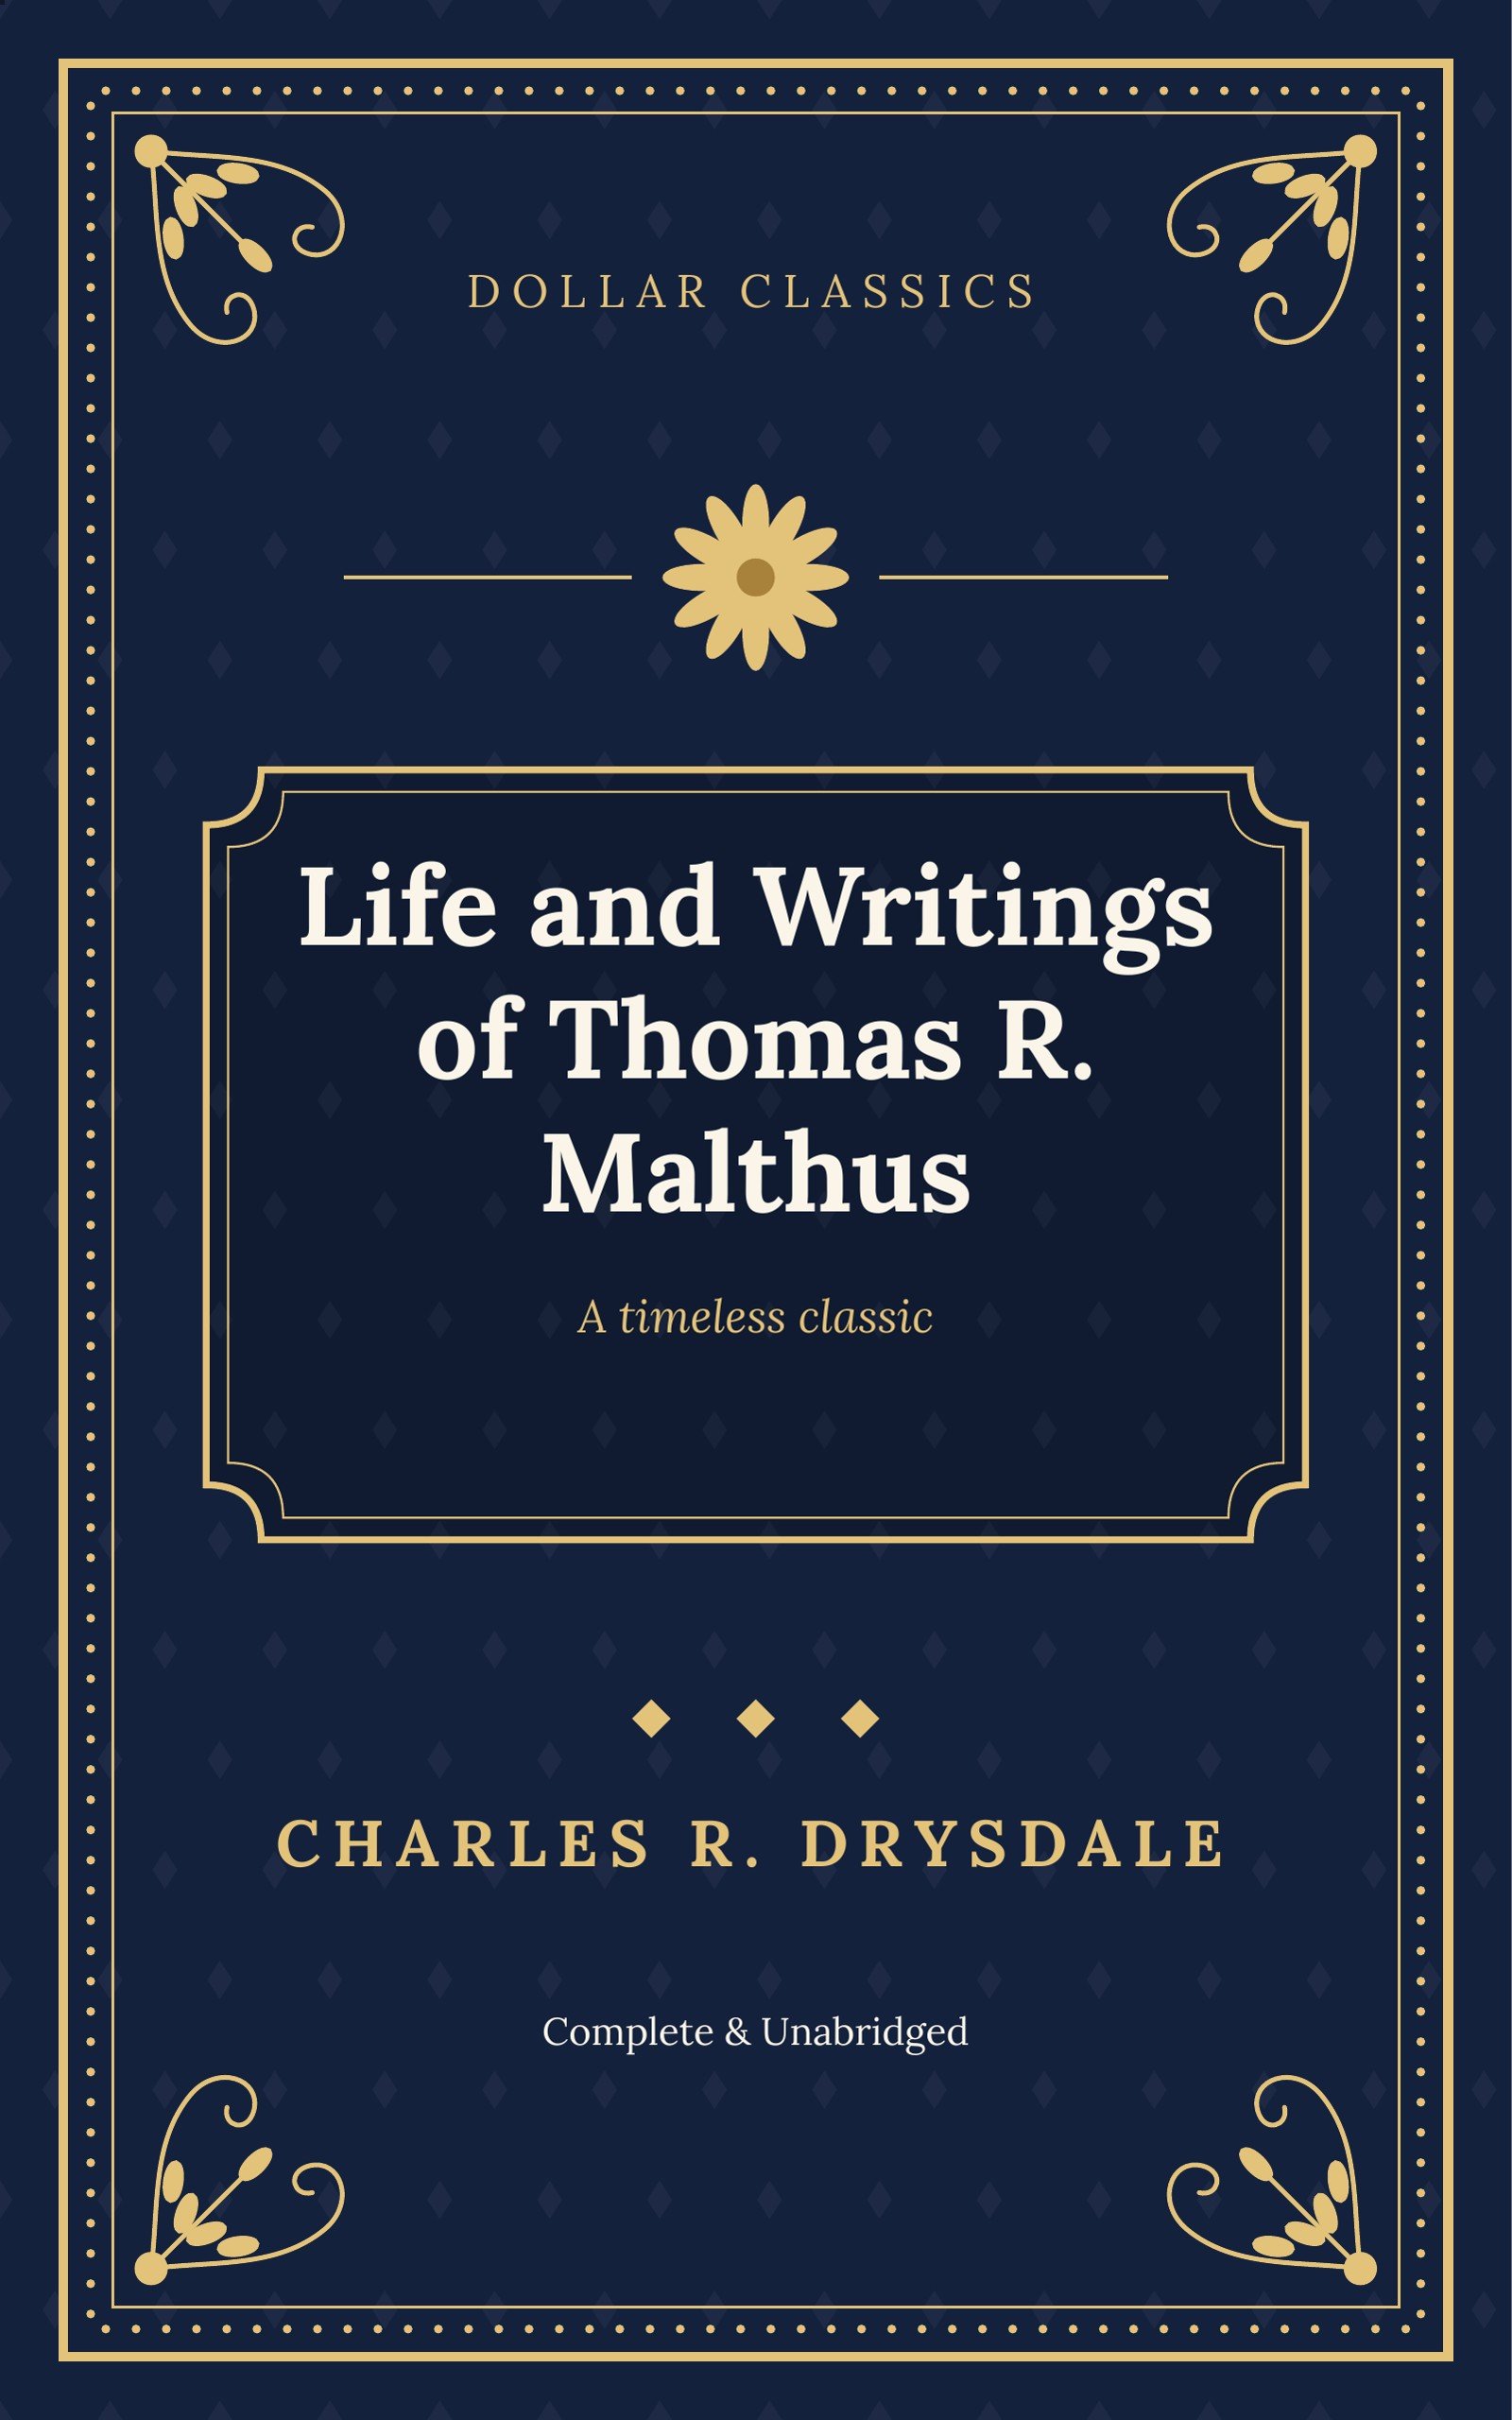 DOLLAR CLASSICS
Life and Writings
of Thomas R.
Malthus
A timeless classic
CHARLES R. DRYSDALE
Complete & Unabridged